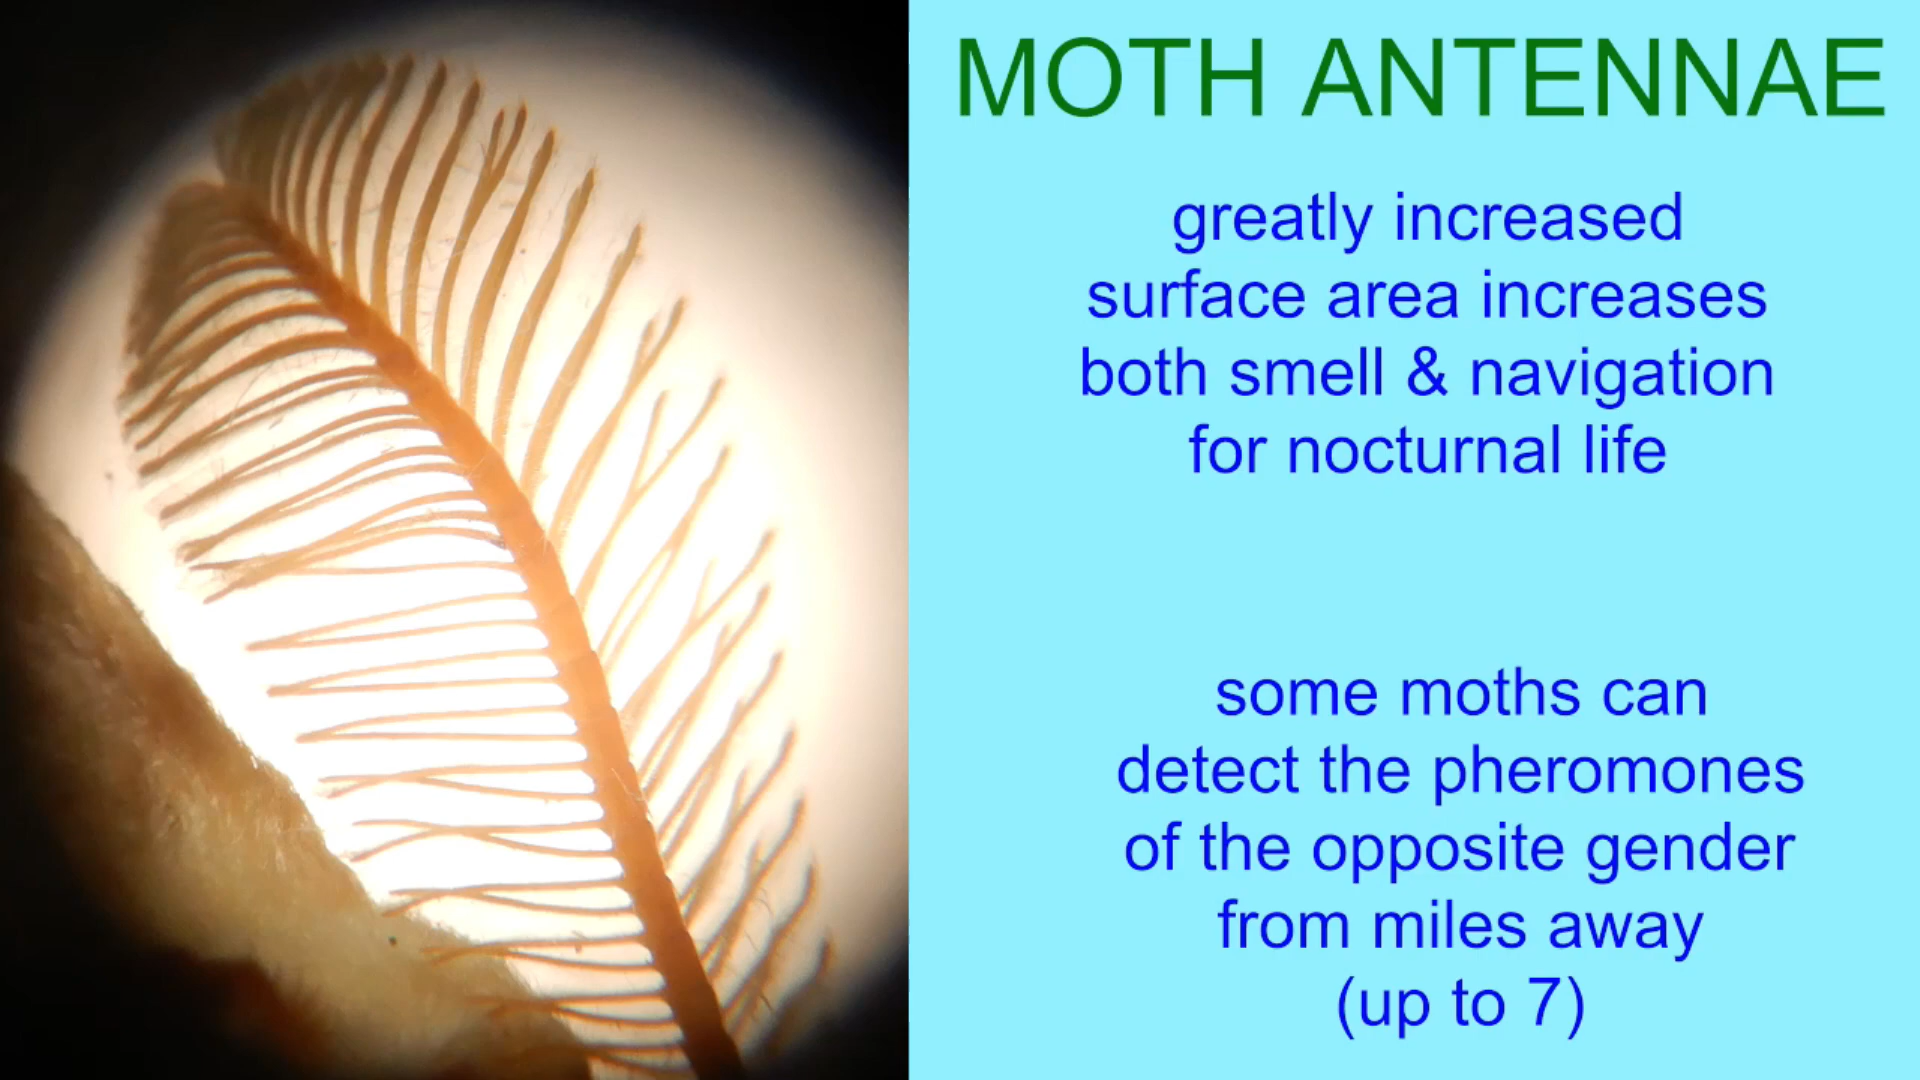 MOTH ANTENNAE
greatly increased
surface area increases
both smell & navigation
for nocturnal life
some moths can
detect the pheromones
of the opposite gender
from miles away
(up to 7)